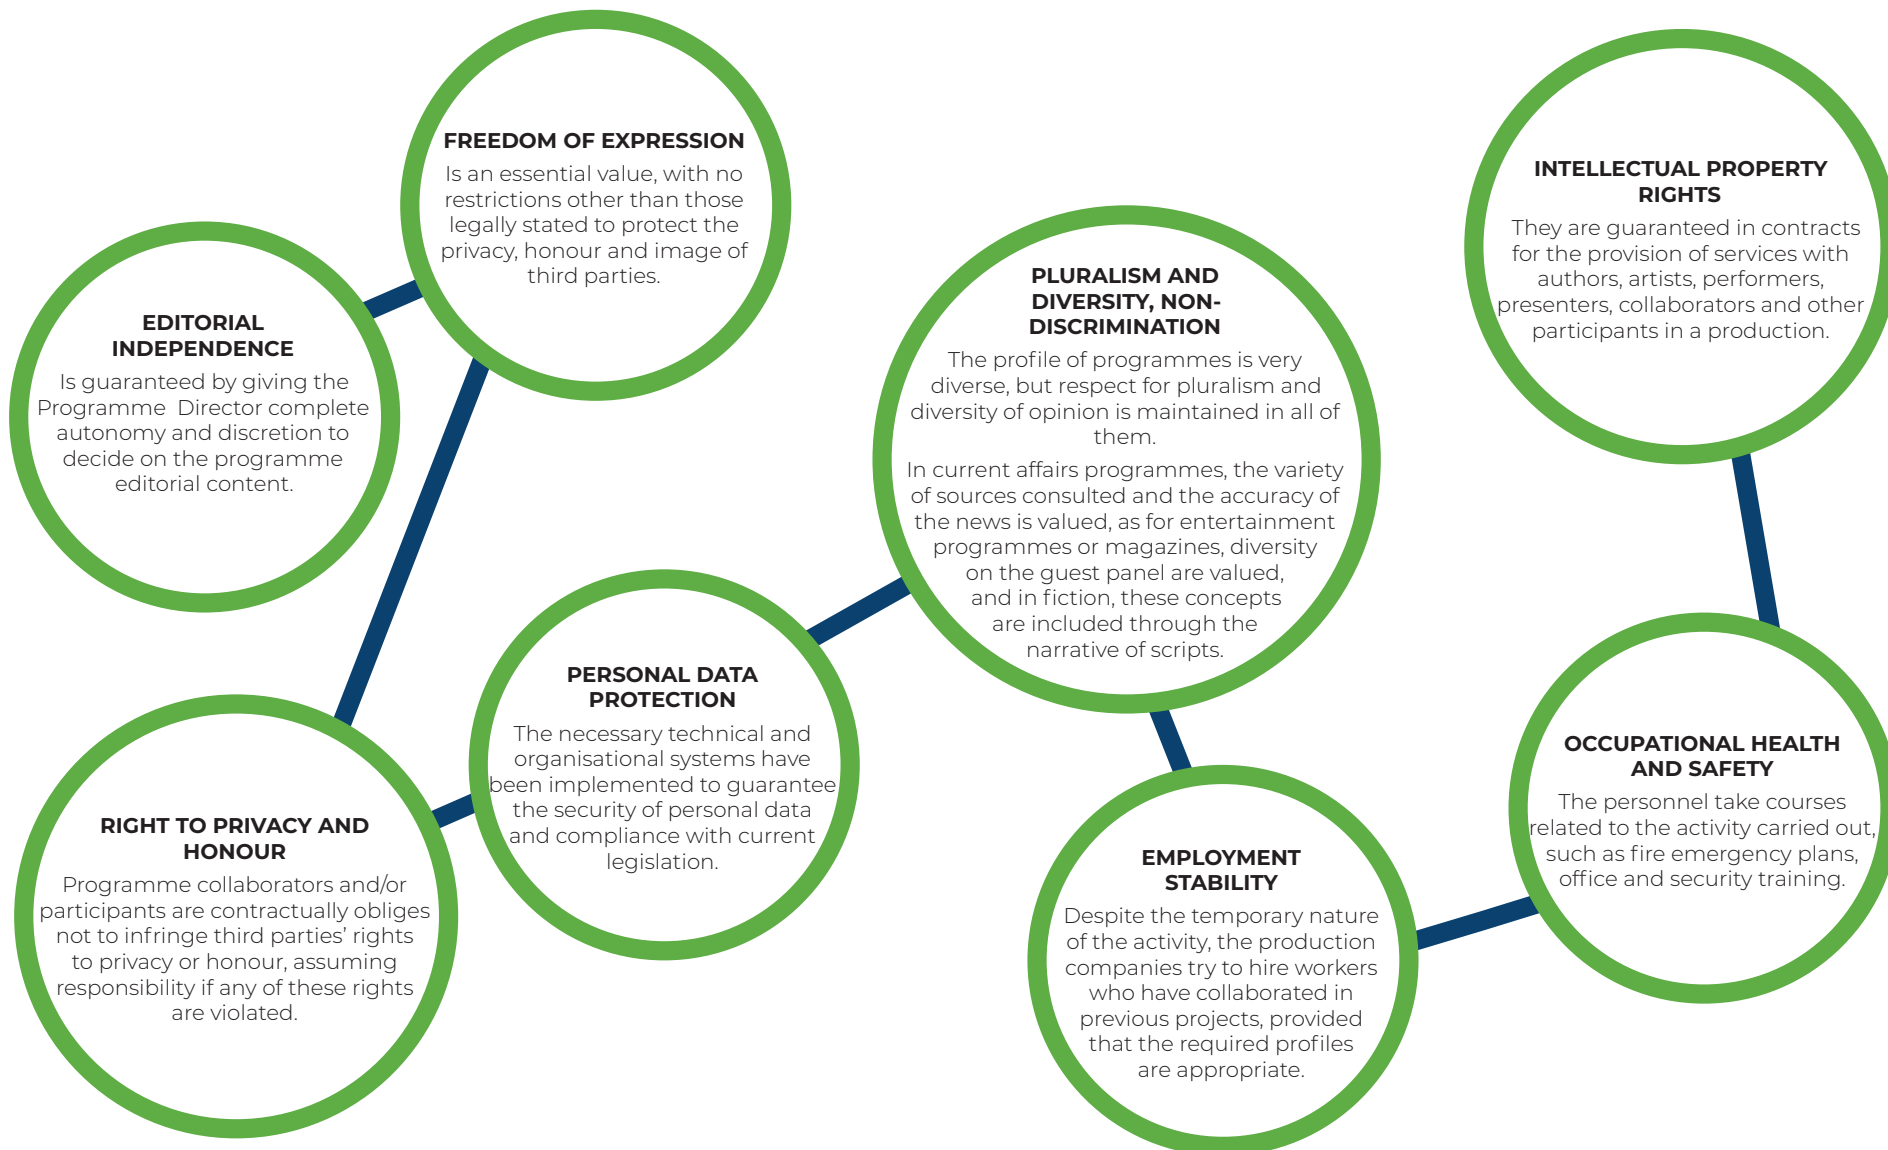 EDITORIAL
INDEPENDENCE
Is guaranteed by giving the
Programme  Director complete
autonomy and discretion to
decide on the programme
editorial content.
FREEDOM OF EXPRESSION
Is an essential value, with no
restrictions other than those
legally stated to protect the
privacy, honour and image of
third parties.
RIGHT TO PRIVACY AND
HONOUR
Programme collaborators and/or
participants are contractually obliges
not to infringe third parties’ rights
to privacy or honour, assuming
responsibility if any of these rights
are violated.
PERSONAL DATA
PROTECTION
The necessary technical and
organisational systems have
been implemented to guarantee
the security of personal data
and compliance with current
legislation.
PLURALISM AND
DIVERSITY, NON-
DISCRIMINATION
The profile of programmes is very
diverse, but respect for pluralism and
diversity of opinion is maintained in all of
them.
In current affairs programmes, the variety
of sources consulted and the accuracy of
the news is valued, as for entertainment
programmes or magazines, diversity
on the guest panel are valued,
and in fiction, these concepts
are included through the
narrative of scripts.
EMPLOYMENT
STABILITY
Despite the temporary nature
of the activity, the production
companies try to hire workers
who have collaborated in
previous projects, provided
that the required profiles
are appropriate.
OCCUPATIONAL HEALTH
AND SAFETY
The personnel take courses
related to the activity carried out,
such as fire emergency plans,
office and security training.
INTELLECTUAL PROPERTY
RIGHTS
They are guaranteed in contracts
for the provision of services with
authors, artists, performers,
presenters, collaborators and other
participants in a production.